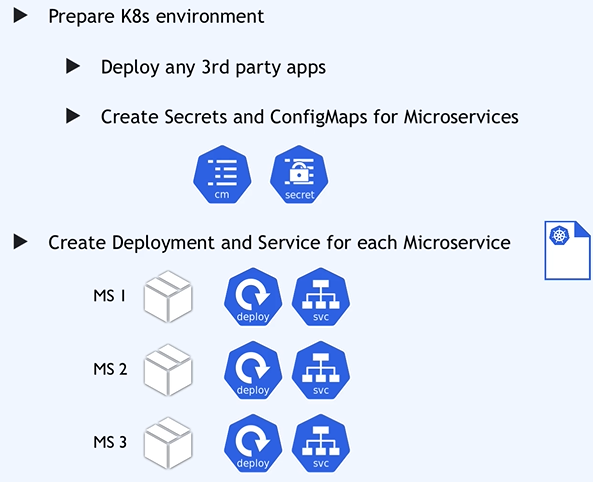 Prepare K8s environment
Deploy any 3rd party apps
Create Secrets and ConfigMaps for Microservices
cm secret
Create Deployment and Service for each Microservice
MS 1 deploy svc
MS 2 deploy svc
MS 3 deploy svc